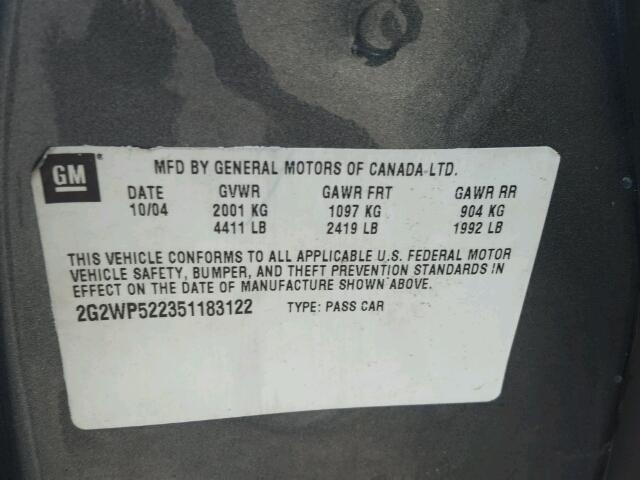 GM® MFD BY GENERAL MOTORS OF CANADA LTD.
DATE GVWR GAWR FRT GAWR RR
10/04 2001 KG 1097 KG 904 KG
4411 LB 2419 LB 1992 LB
THIS VEHICLE CONFORMS TO ALL APPLICABLE U.S. FEDERAL MOTOR
VEHICLE SAFETY, BUMPER, AND THEFT PREVENTION STANDARDS IN
EFFECT ON THE DATE OF MANUFACTURE SHOWN ABOVE.
2G2WP522351183122 TYPE: PASS CAR